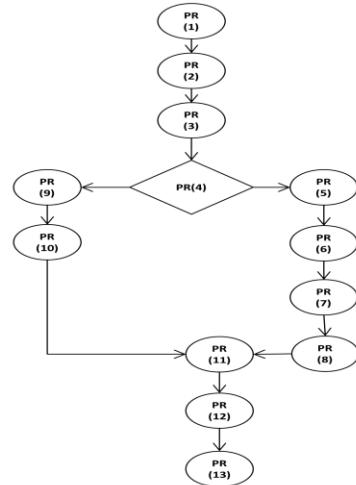 PR
(1)
PR
(2)
PR
(3)
PR(4)
PR
(9)
PR
(5)
PR
(10)
PR
(6)
PR
(7)
PR
(11)
PR
(8)
PR
(12)
PR
(13)